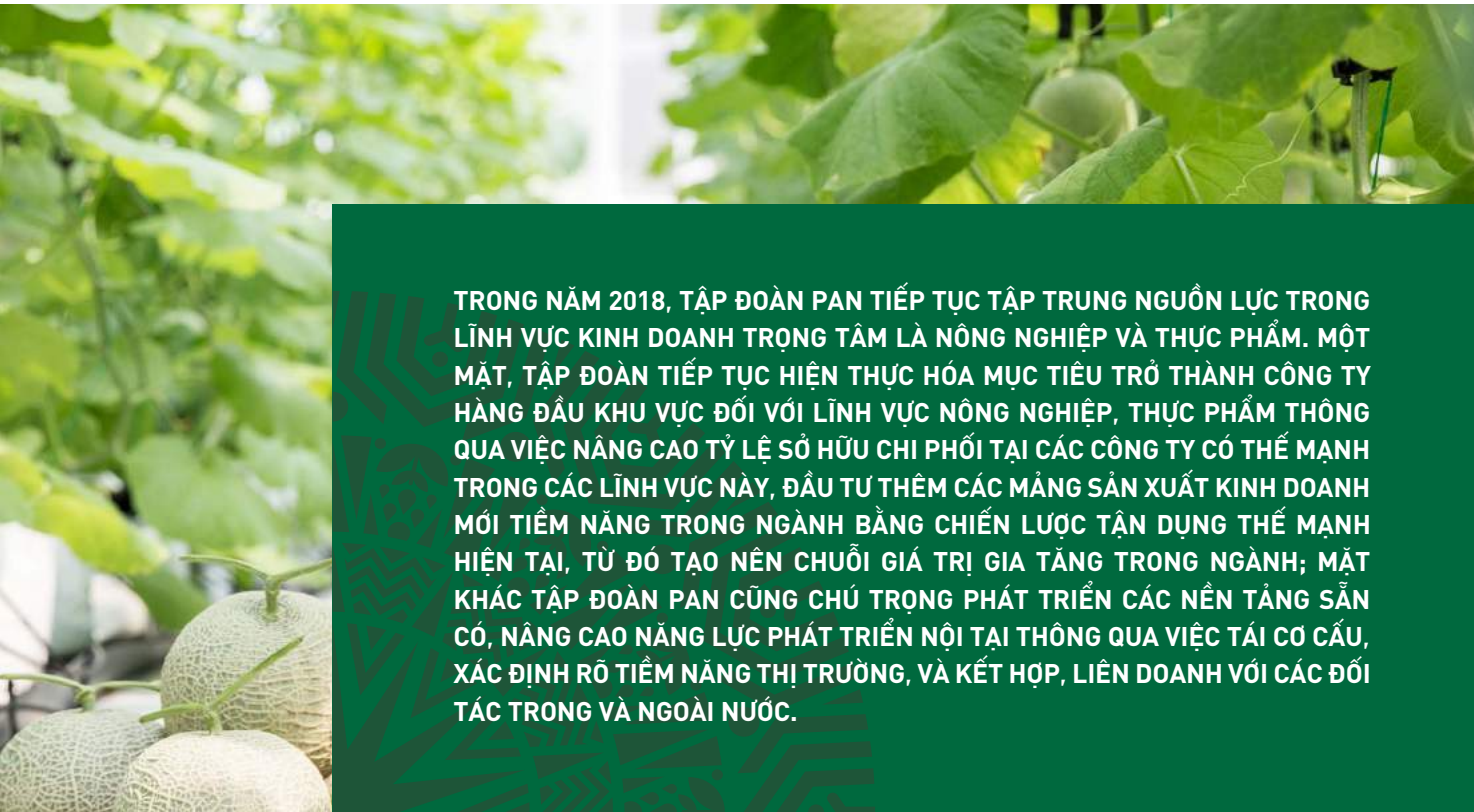 TRONG NĂM 2018, TẬP ĐOÀN PAN TIẾP TỤC TẬP TRUNG NGUỒN LỰC TRONG
LĨNH VỰC KINH DOANH TRỌNG TÂM LÀ NÔNG NGHIỆP VÀ THỰC PHẨM. MỘT
MẶT, TẬP ĐOÀN TIẾP TỤC HIỆN THỰC HÓA MỤC TIÊU TRỞ THÀNH CÔNG TY
HÀNG ĐẦU KHU VỰC ĐỐI VỚI LĨNH VỰC NÔNG NGHIỆP, THỰC PHẨM THÔNG
QUA VIỆC NÂNG CAO TỶ LỆ SỞ HỮU CHI PHỐI TẠI CÁC CÔNG TY CÓ THẾ MẠNH
TRONG CÁC LĨNH VỰC NÀY, ĐẦU TƯ THÊM CÁC MẢNG SẢN XUẤT KINH DOANH
MỚI TIỀM NĂNG TRONG NGÀNH BẰNG CHIẾN LƯỢC TẬN DỤNG THẾ MẠNH
HIỆN TẠI, TỪ ĐÓ TẠO NÊN CHUỖI GIÁ TRỊ GIA TĂNG TRONG NGÀNH; MẶT
KHÁC TẬP ĐOÀN PAN CŨNG CHÚ TRỌNG PHÁT TRIỂN CÁC NỀN TẢNG SẴN
CÓ, NÂNG CAO NĂNG LỰC PHÁT TRIỂN NỘI TẠI THÔNG QUA VIỆC TÁI CƠ CẤU,
XÁC ĐỊNH RÕ TIỀM NĂNG THỊ TRƯỜNG, VÀ KẾT HỢP, LIÊN DOANH VỚI CÁC ĐỐI
TÁC TRONG VÀ NGOÀI NƯỚC.